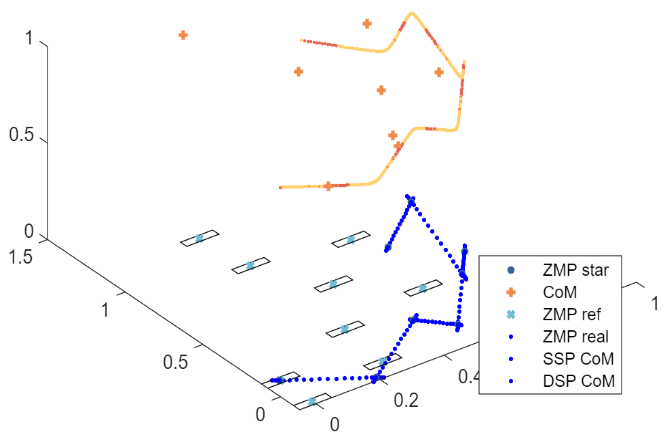 1
0.5
0
1.5
1
0.5
0
0
0.2
0.4
1
ZMP star
CoM
ZMP ref
ZMP real
SSP CoM
DSP CoM